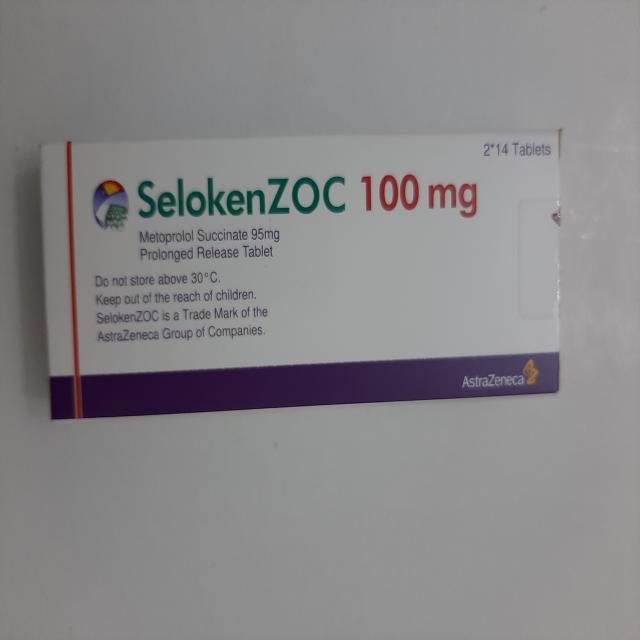 2*14 Tablets
SelokenZOC 100 mg
Metoprolol Succinate 95mg
Prolonged Release Tablet
Do not store above 30°C.
Keep out of the reach of children.
SelokenZOC is a Trade Mark of the
AstraZeneca Group of Companies.
AstraZeneca